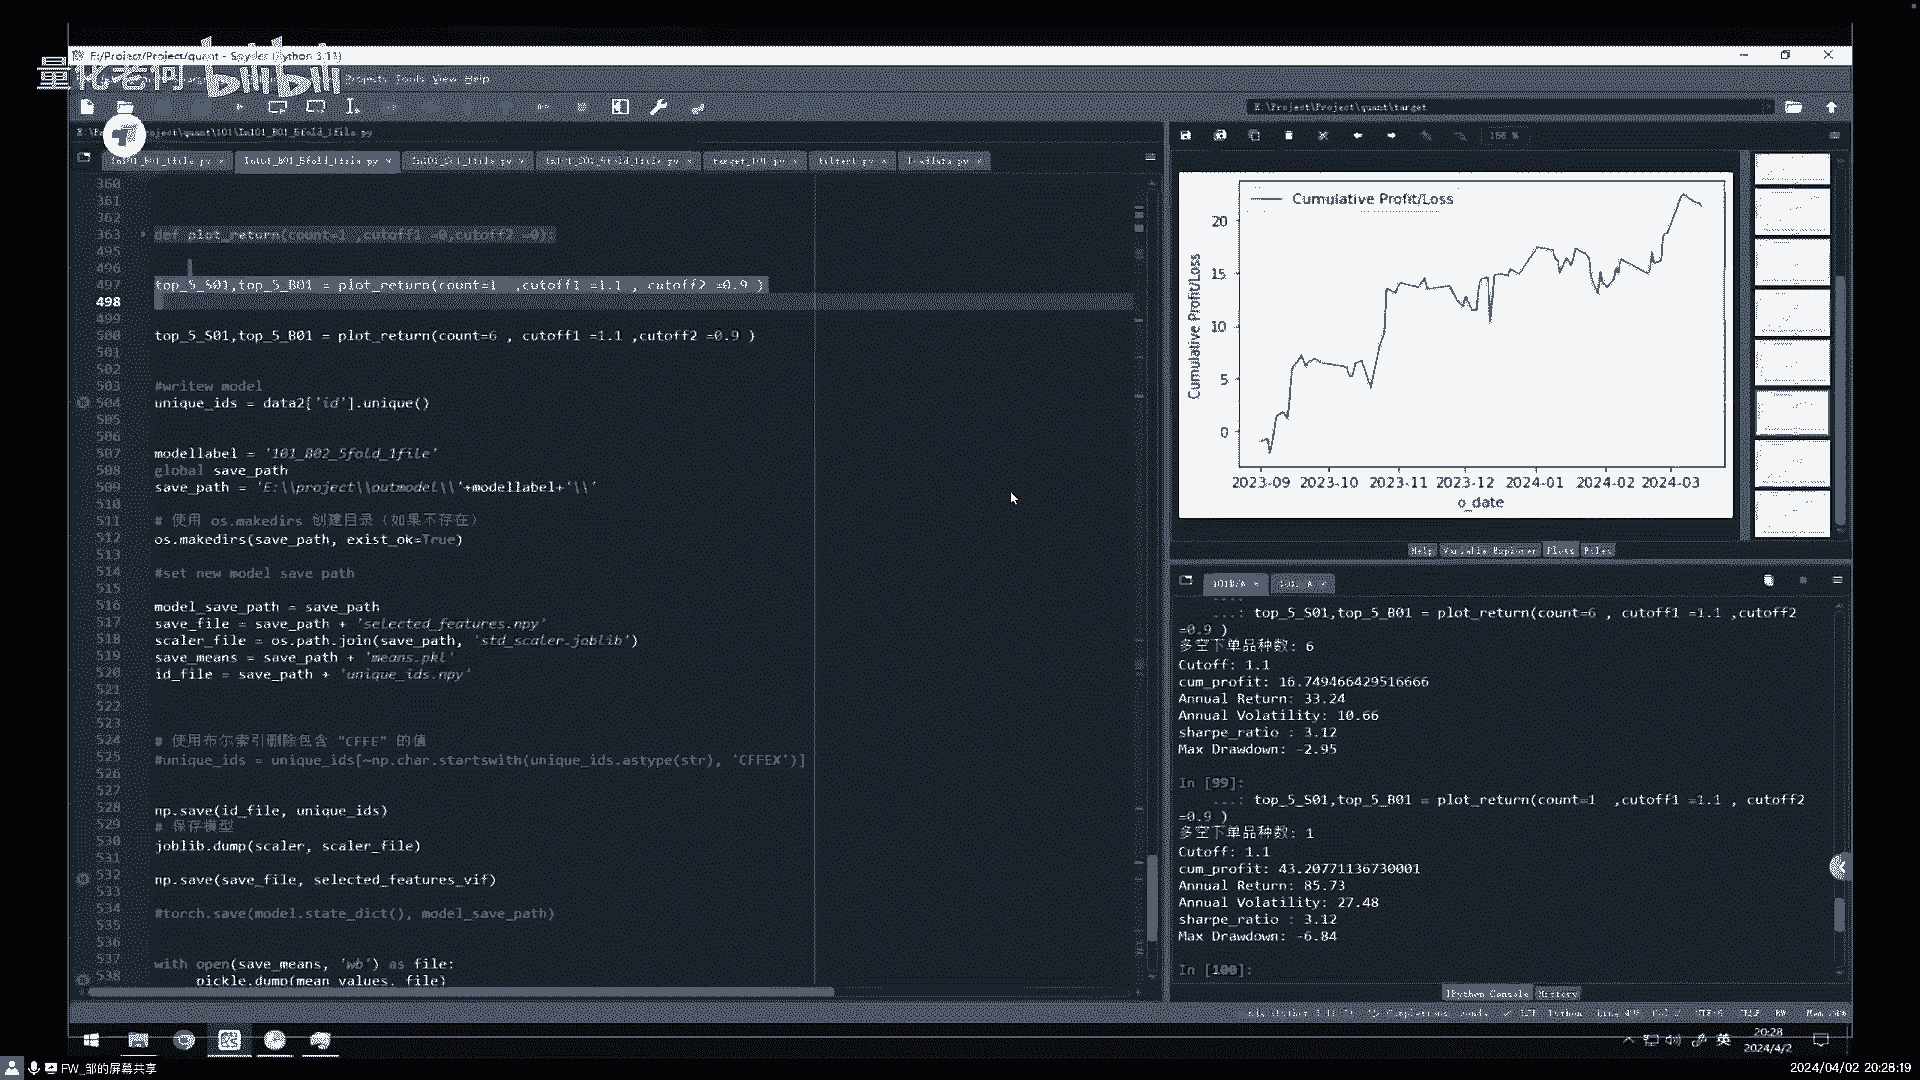 量化老何 bilibili
E:/Project/Project/quant - Spyder (Python 3.11)
Projects Tools View Help
E:\Project\Project\quant\target
360
361
362
363 def plot_return(count=1 ,cutoff1 =0,cutoff2 =0):
495
496
497 top_5_S01,top_5_B01 = plot_return(count=1  ,cutoff1 =1.1 , cutoff2 =0.9 )
498
499
500 top_5_S01,top_5_B01 = plot_return(count=6 , cutoff1 =1.1 ,cutoff2 =0.9 )
501
502
503 #writew model
504 unique_ids = data2['id'].unique()
505
506
507 modellabel = '101_B02_5fold_1file'
508 global save_path
509 save_path = 'E:\\project\\outmodel\\'+modellabel+'\\'
510
511 # 使用 os.makedirs 创建目录（如果不存在）
512 os.makedirs(save_path, exist_ok=True)
513
514 #set new model save path
515
516 model_save_path = save_path
517 save_file = save_path + 'selected_features.npy'
518 scaler_file = os.path.join(save_path, 'std_scaler.joblib')
519 save_means = save_path + 'means.pkl'
520 id_file = save_path + 'unique_ids.npy'
521
522
523
524 # 使用布尔索引删除包含 "CFFE" 的值
525 #unique_ids = unique_ids[~np.char.startswith(unique_ids.astype(str), 'CFFEX')]
526
527
528 np.save(id_file, unique_ids)
529 # 保存模型
530 joblib.dump(scaler, scaler_file)
531
532 np.save(save_file, selected_features_vif)
533
534 #torch.save(model.state_dict(), model_save_path)
535
536
537 with open(save_means, 'wb') as file:
538 pickle.dump(mean_values, file)
156 %
Cumulative Profit/Loss
Cumulative Profit/Loss
20
15
10
5
0
2023-09 2023-10 2023-11 2023-12 2024-01 2024-02 2024-03
o_date
Help Variable Explorer Plots Files
...: top_5_S01,top_5_B01 = plot_return(count=6 , cutoff1 =1.1 ,cutoff2
=0.9 )
多空下单品种数: 6
Cutoff: 1.1
cum_profit: 16.749466429516666
Annual Return: 33.24
Annual Volatility: 10.66
sharpe_ratio : 3.12
Max Drawdown: -2.95
In [99]:
...: top_5_S01,top_5_B01 = plot_return(count=1  ,cutoff1 =1.1 , cutoff2
=0.9 )
多空下单品种数: 1
Cutoff: 1.1
cum_profit: 43.20771136730001
Annual Return: 85.73
Annual Volatility: 27.48
sharpe_ratio : 3.12
Max Drawdown: -6.84
In [100]:
IPython Console History
英
20:28
2024/4/2
FW_邹的屏幕共享
2024/04/02 20:28:19